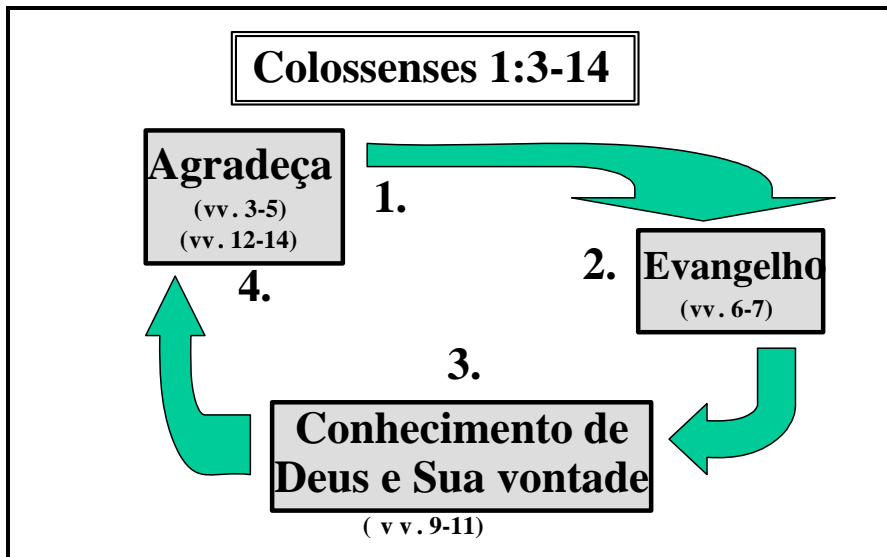 Colossenses 1:3-14
Agradeça
(vv. 3-5)
(vv. 12-14)
1.
4.
2.
Evangelho
(vv. 6-7)
3.
Conhecimento de
Deus e Sua vontade
( v v. 9-11)